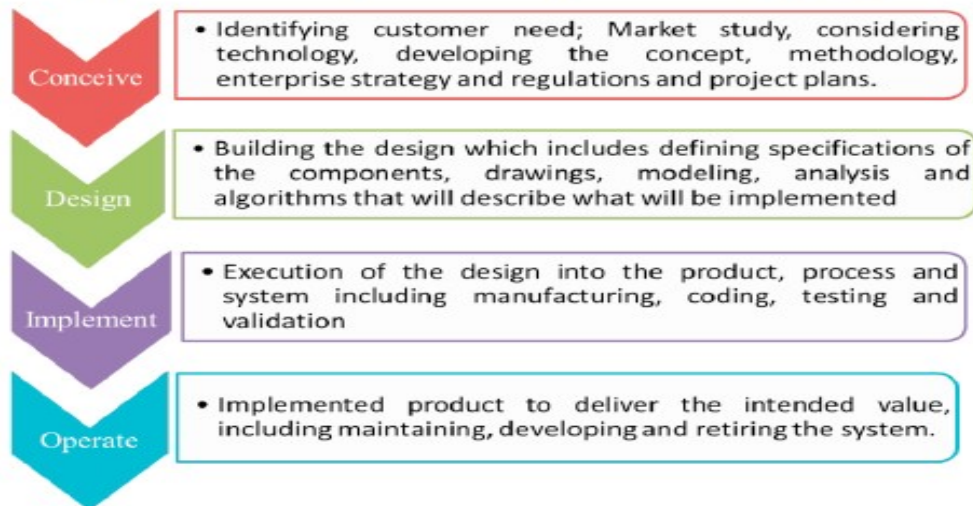 Conceive
• Identifying customer need; Market study, considering
technology, developing the concept, methodology,
enterprise strategy and regulations and project plans.
Design
• Building the design which includes defining specifications of
the components, drawings, modeling, analysis and
algorithms that will describe what will be implemented
Implement
• Execution of the design into the product, process and
system including manufacturing, coding, testing and
validation
Operate
• Implemented product to deliver the intended value,
including maintaining, developing and retiring the system.